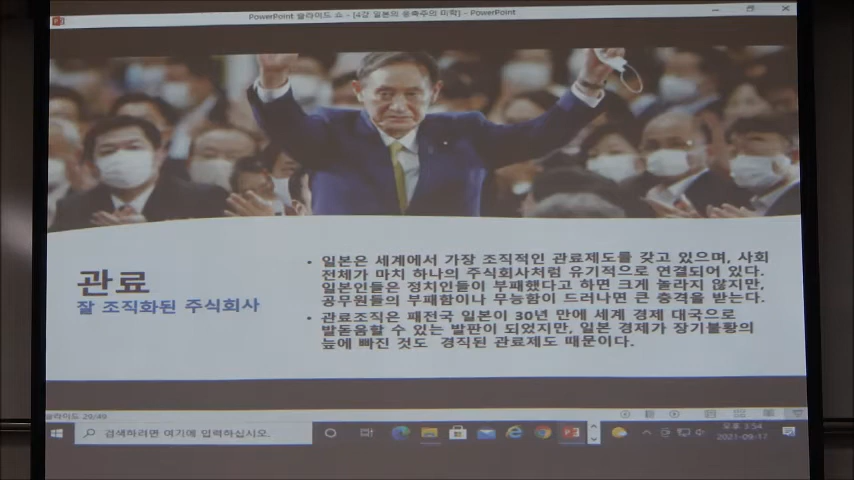 PowerPoint 슬라이드 쇼 - [4강 일본의 응축주의 미학] - PowerPoint
관료
잘 조직화된 주식회사
• 일본은 세계에서 가장 조직적인 관료제도를 갖고 있으며, 사회
전체가 마치 하나의 주식회사처럼 유기적으로 연결되어 있다.
일본인들은 정치인들이 부패했다고 하면 크게 놀라지 않지만,
공무원들의 부패함이나 무능함이 드러나면 큰 충격을 받는다.
• 관료조직은 패전국 일본이 30년 만에 세계 경제 대국으로
발돋움할 수 있는 발판이 되었지만, 일본 경제가 장기불황의
늪에 빠진 것도 경직된 관료제도 때문이다.
슬라이드 29/49
검색하려면 여기에 입력하십시오.
오후 3:54
2021-09-17